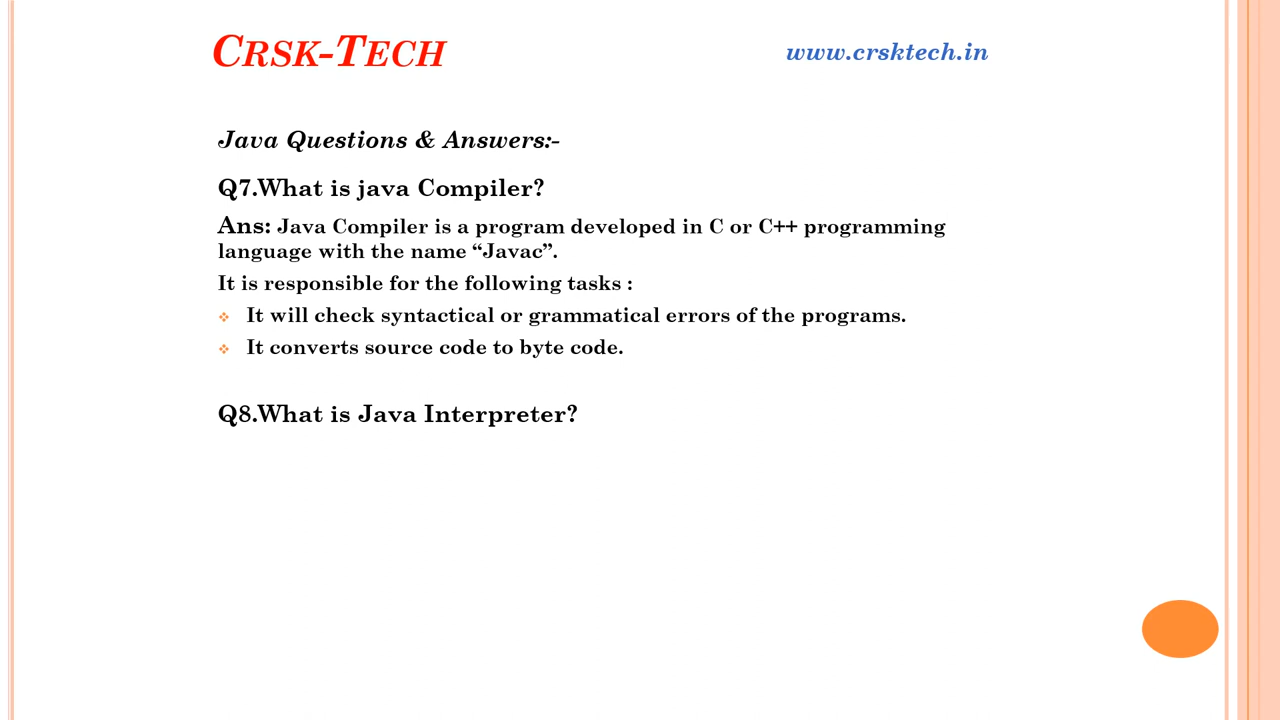 CRSK-TECH
www.crsktech.in
Java Questions & Answers:-
Q7.What is java Compiler?
Ans: Java Compiler is a program developed in C or C++ programming
language with the name “Javac”.
It is responsible for the following tasks :
❖ It will check syntactical or grammatical errors of the programs.
❖ It converts source code to byte code.
Q8.What is Java Interpreter?